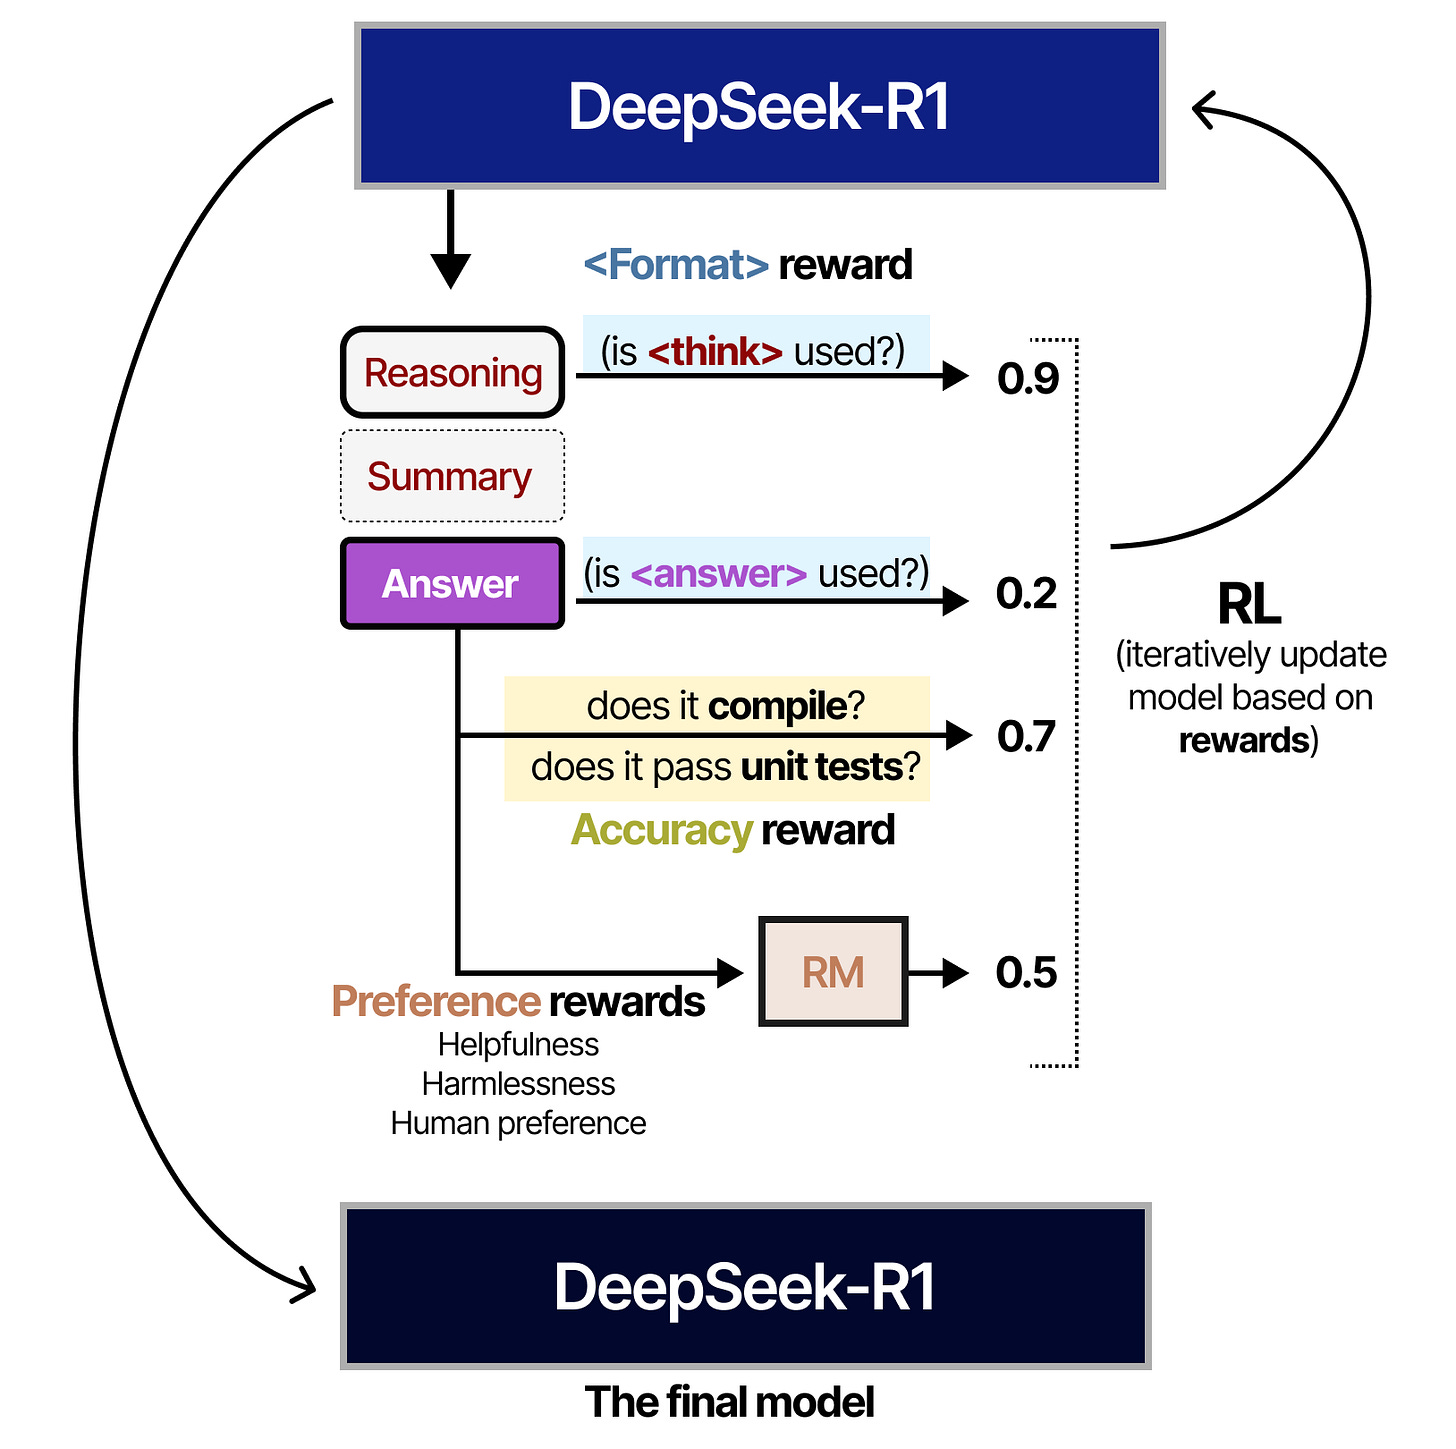 DeepSeek-R1
<Format> reward
(is <think> used?)
Reasoning
0.9
Summary
(is <answer> used?)
Answer
0.2
RL
(iteratively update
model based on
rewards)
does it compile?
0.7
does it pass unit tests?
Accuracy reward
RM
0.5
Preference rewards
Helpfulness
Harmlessness
Human preference
DeepSeek-R1
The final model